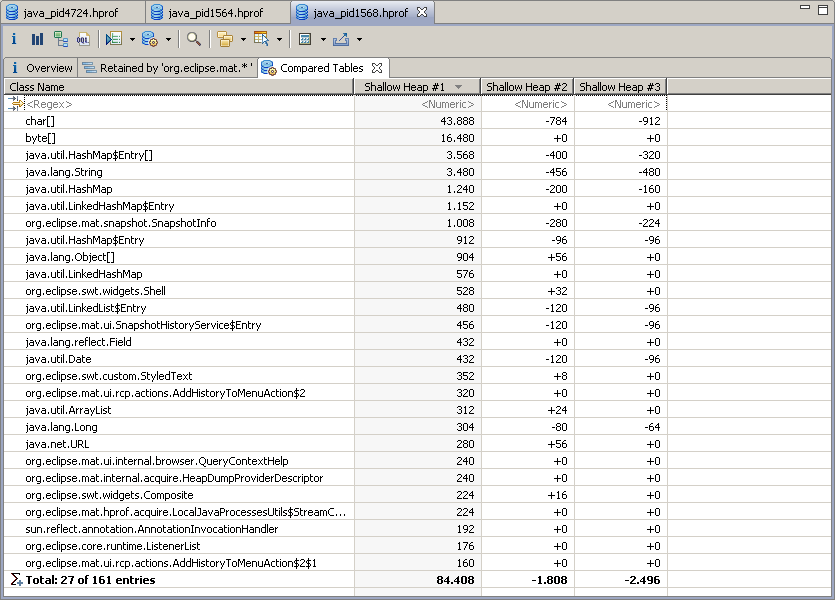 java_pid4724.hprof java_pid1564.hprof java_pid1568.hprof
i OQL
i Overview Retained by 'org.eclipse.mat.*' Compared Tables
Class Name Shallow Heap #1 Shallow Heap #2 Shallow Heap #3
<Regex> <Numeric> <Numeric> <Numeric>
char[] 43.888 -784 -912
byte[] 16.480 +0 +0
java.util.HashMap$Entry[] 3.568 -400 -320
java.lang.String 3.480 -456 -480
java.util.HashMap 1.240 -200 -160
java.util.LinkedHashMap$Entry 1.152 +0 +0
org.eclipse.mat.snapshot.SnapshotInfo 1.008 -280 -224
java.util.HashMap$Entry 912 -96 -96
java.lang.Object[] 904 +56 +0
java.util.LinkedHashMap 576 +0 +0
org.eclipse.swt.widgets.Shell 528 +32 +0
java.util.LinkedList$Entry 480 -120 -96
org.eclipse.mat.ui.SnapshotHistoryService$Entry 456 -120 -96
java.lang.reflect.Field 432 +0 +0
java.util.Date 432 -120 -96
org.eclipse.swt.custom.StyledText 352 +8 +0
org.eclipse.mat.ui.rcp.actions.AddHistoryToMenuAction$2 320 +0 +0
java.util.ArrayList 312 +24 +0
java.lang.Long 304 -80 -64
java.net.URL 280 +56 +0
org.eclipse.mat.ui.internal.browser.QueryContextHelp 240 +0 +0
org.eclipse.mat.internal.acquire.HeapDumpProviderDescriptor 240 +0 +0
org.eclipse.swt.widgets.Composite 224 +16 +0
org.eclipse.mat.hprof.acquire.LocalJavaProcessesUtils$StreamC... 224 +0 +0
sun.reflect.annotation.AnnotationInvocationHandler 192 +0 +0
org.eclipse.core.runtime.ListenerList 176 +0 +0
org.eclipse.mat.ui.rcp.actions.AddHistoryToMenuAction$2$1 160 +0 +0
Total: 27 of 161 entries 84.408 -1.808 -2.496